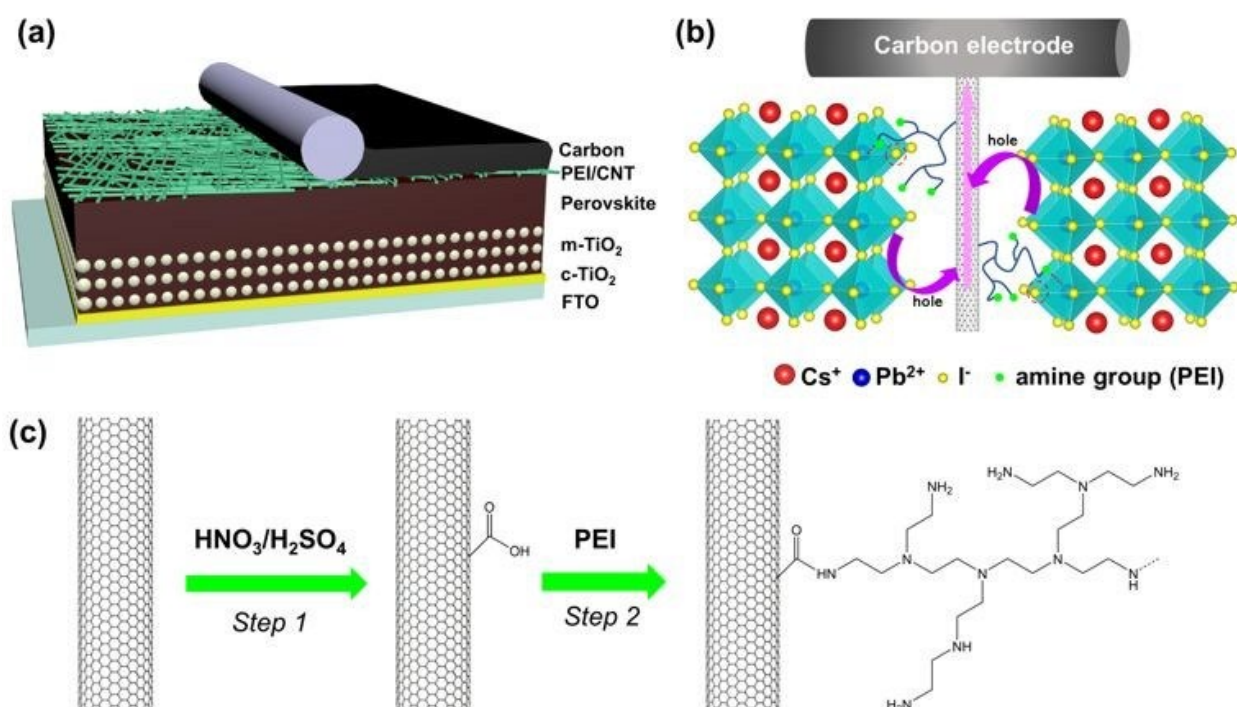 (a)
Carbon
PEI/CNT
Perovskite
m-TiO₂
c-TiO₂
FTO
(b)
Carbon electrode
hole
hole
Cs⁺ Pb²⁺ I⁻ amine group (PEI)
(c)
HNO₃/H₂SO₄
Step 1
O
OH
PEI
Step 2
O
HN
NH₂
N
N
NH
H₂N
H₂N
N
NH₂
N
N
H